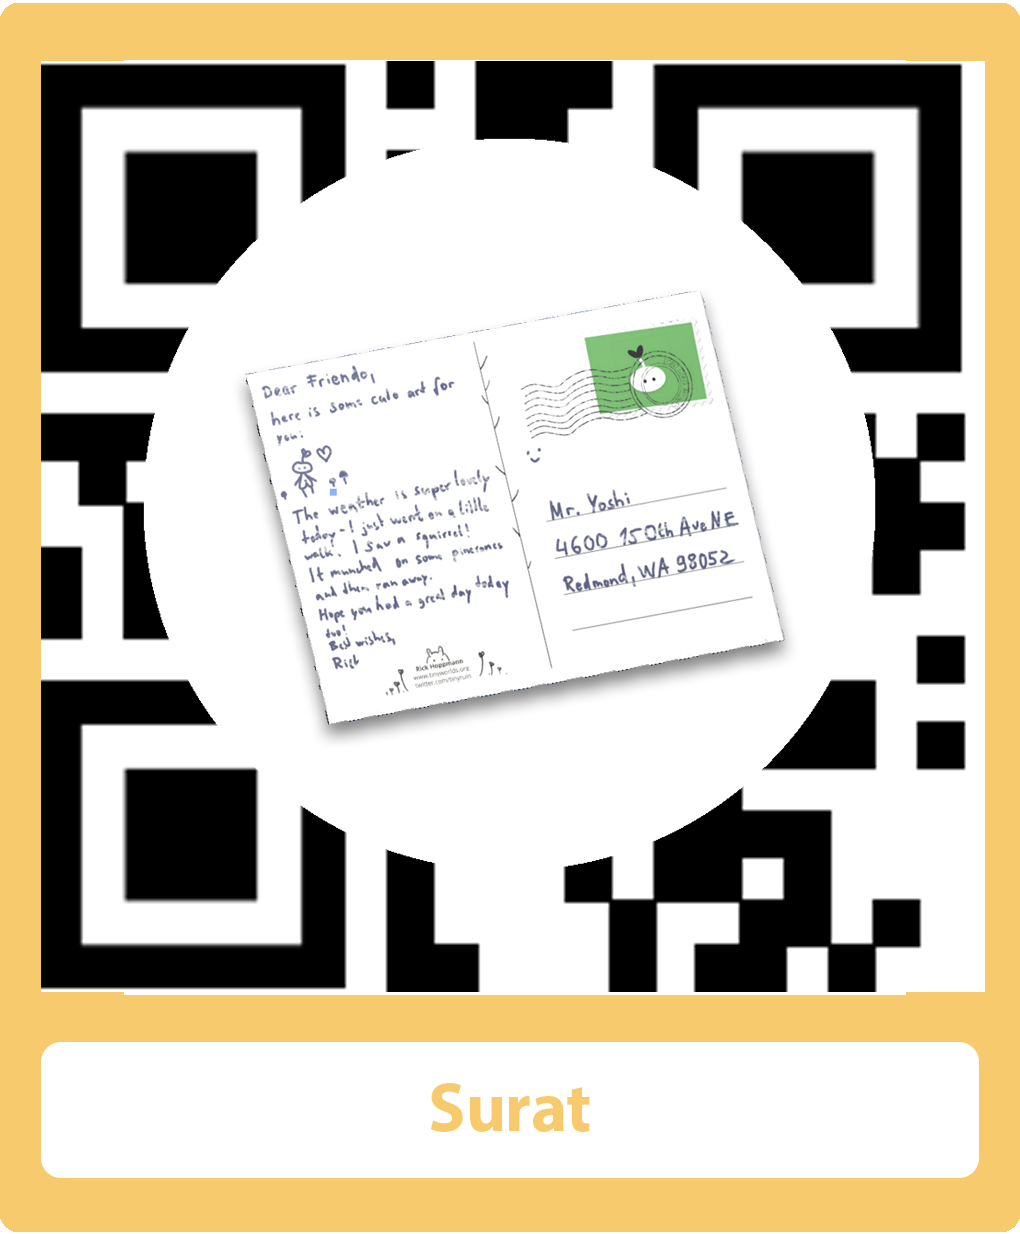 Dear Friendo,
here is some cute art for
you:
The weather is super lovely
today - I just went on a little
walk. I saw a squirrel!
It munched on some pinecones
and then ran away.
Hope you had a great day today
too!
Best wishes,
Rick
Rick Hoppmann
www.tinyworlds.org
twitter.com/tinyruin
Mr. Yoshi
4600 150th Ave NE
Redmond, WA 98052
Surat